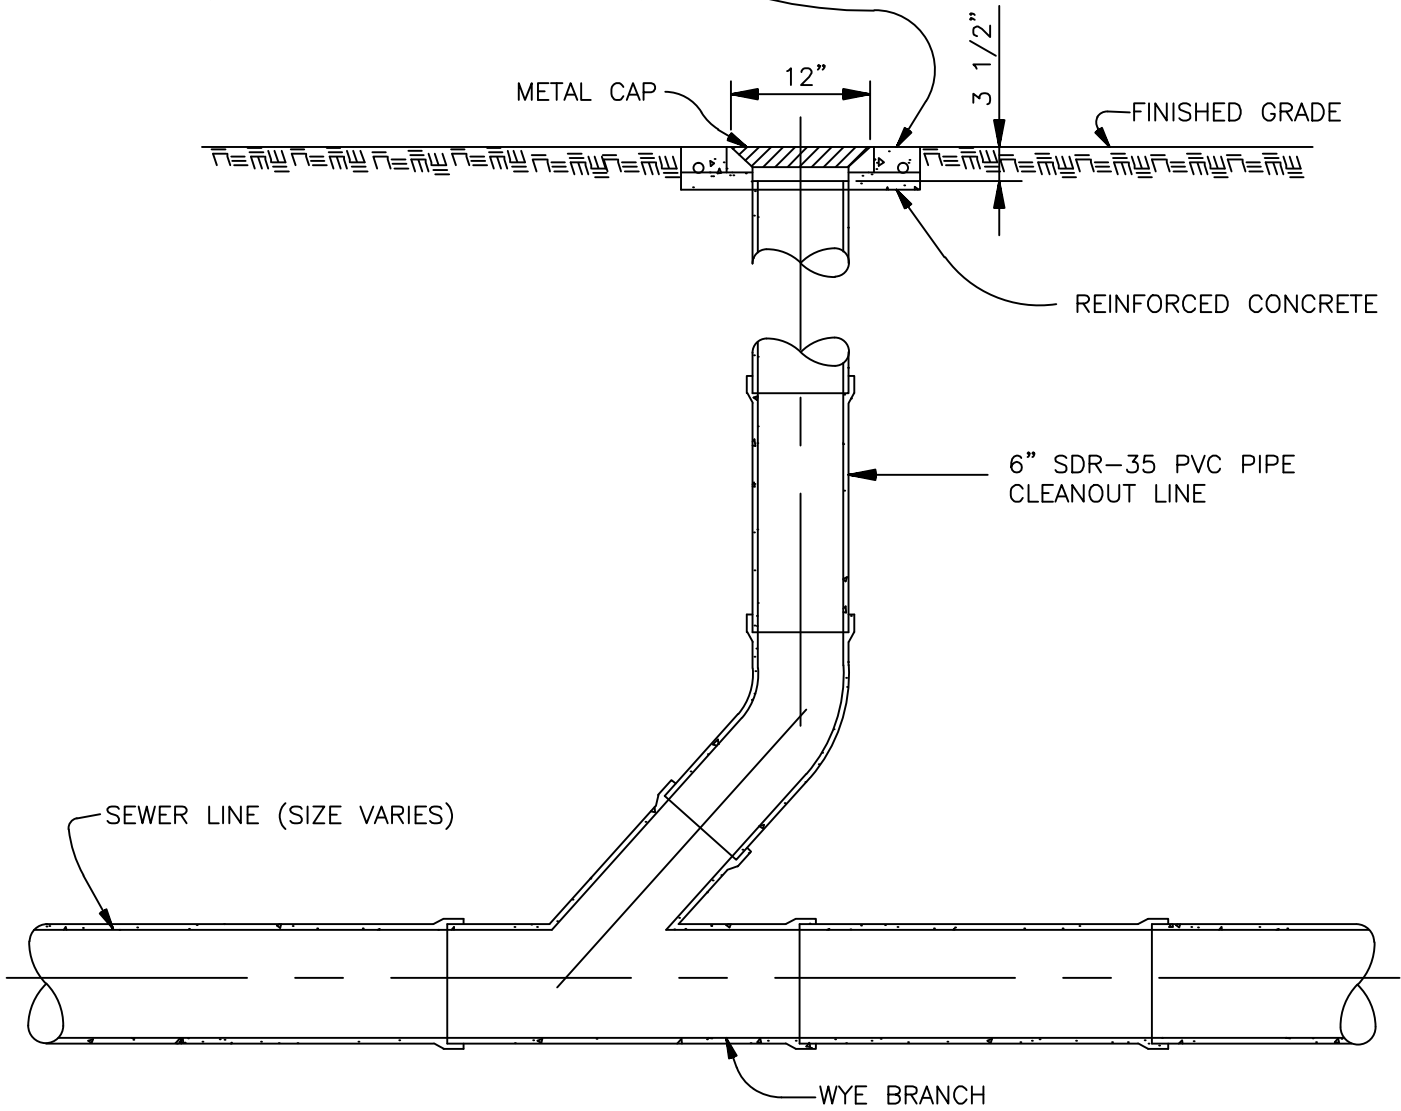 3 1/2”
12”
METAL CAP
FINISHED GRADE
REINFORCED CONCRETE
6” SDR-35 PVC PIPE
CLEANOUT LINE
SEWER LINE (SIZE VARIES)
WYE BRANCH